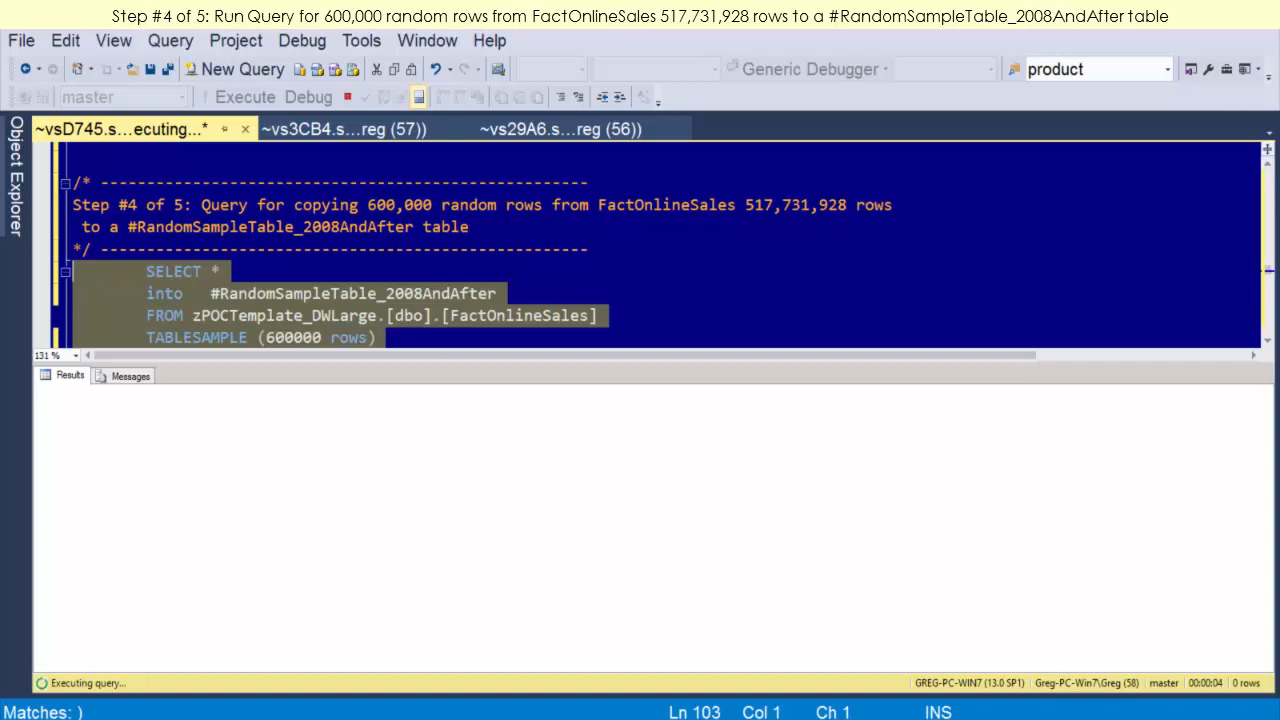 Step #4 of 5: Run Query for 600,000 random rows from FactOnlineSales 517,731,928 rows to a #RandomSampleTable_2008AndAfter table
File Edit View Query Project Debug Tools Window Help
New Query Generic Debugger product
master Execute Debug
Object Explorer
~vsD745.s...ecuting...* ~vs3CB4.s...reg (57)) ~vs29A6.s...reg (56))
/* -----------------------------------------------------
Step #4 of 5: Query for copying 600,000 random rows from FactOnlineSales 517,731,928 rows
to a #RandomSampleTable_2008AndAfter table
*/ -----------------------------------------------------
SELECT *
into #RandomSampleTable_2008AndAfter
FROM zPOCTemplate_DWLarge.[dbo].[FactOnlineSales]
TABLESAMPLE (600000 rows)
131 %
Results Messages
Executing query... GREG-PC-WIN7 (13.0 SP1) Greg-PC-Win7\Greg (58) master 00:00:04 0 rows
Matches: ) Ln 103 Col 1 Ch 1 INS